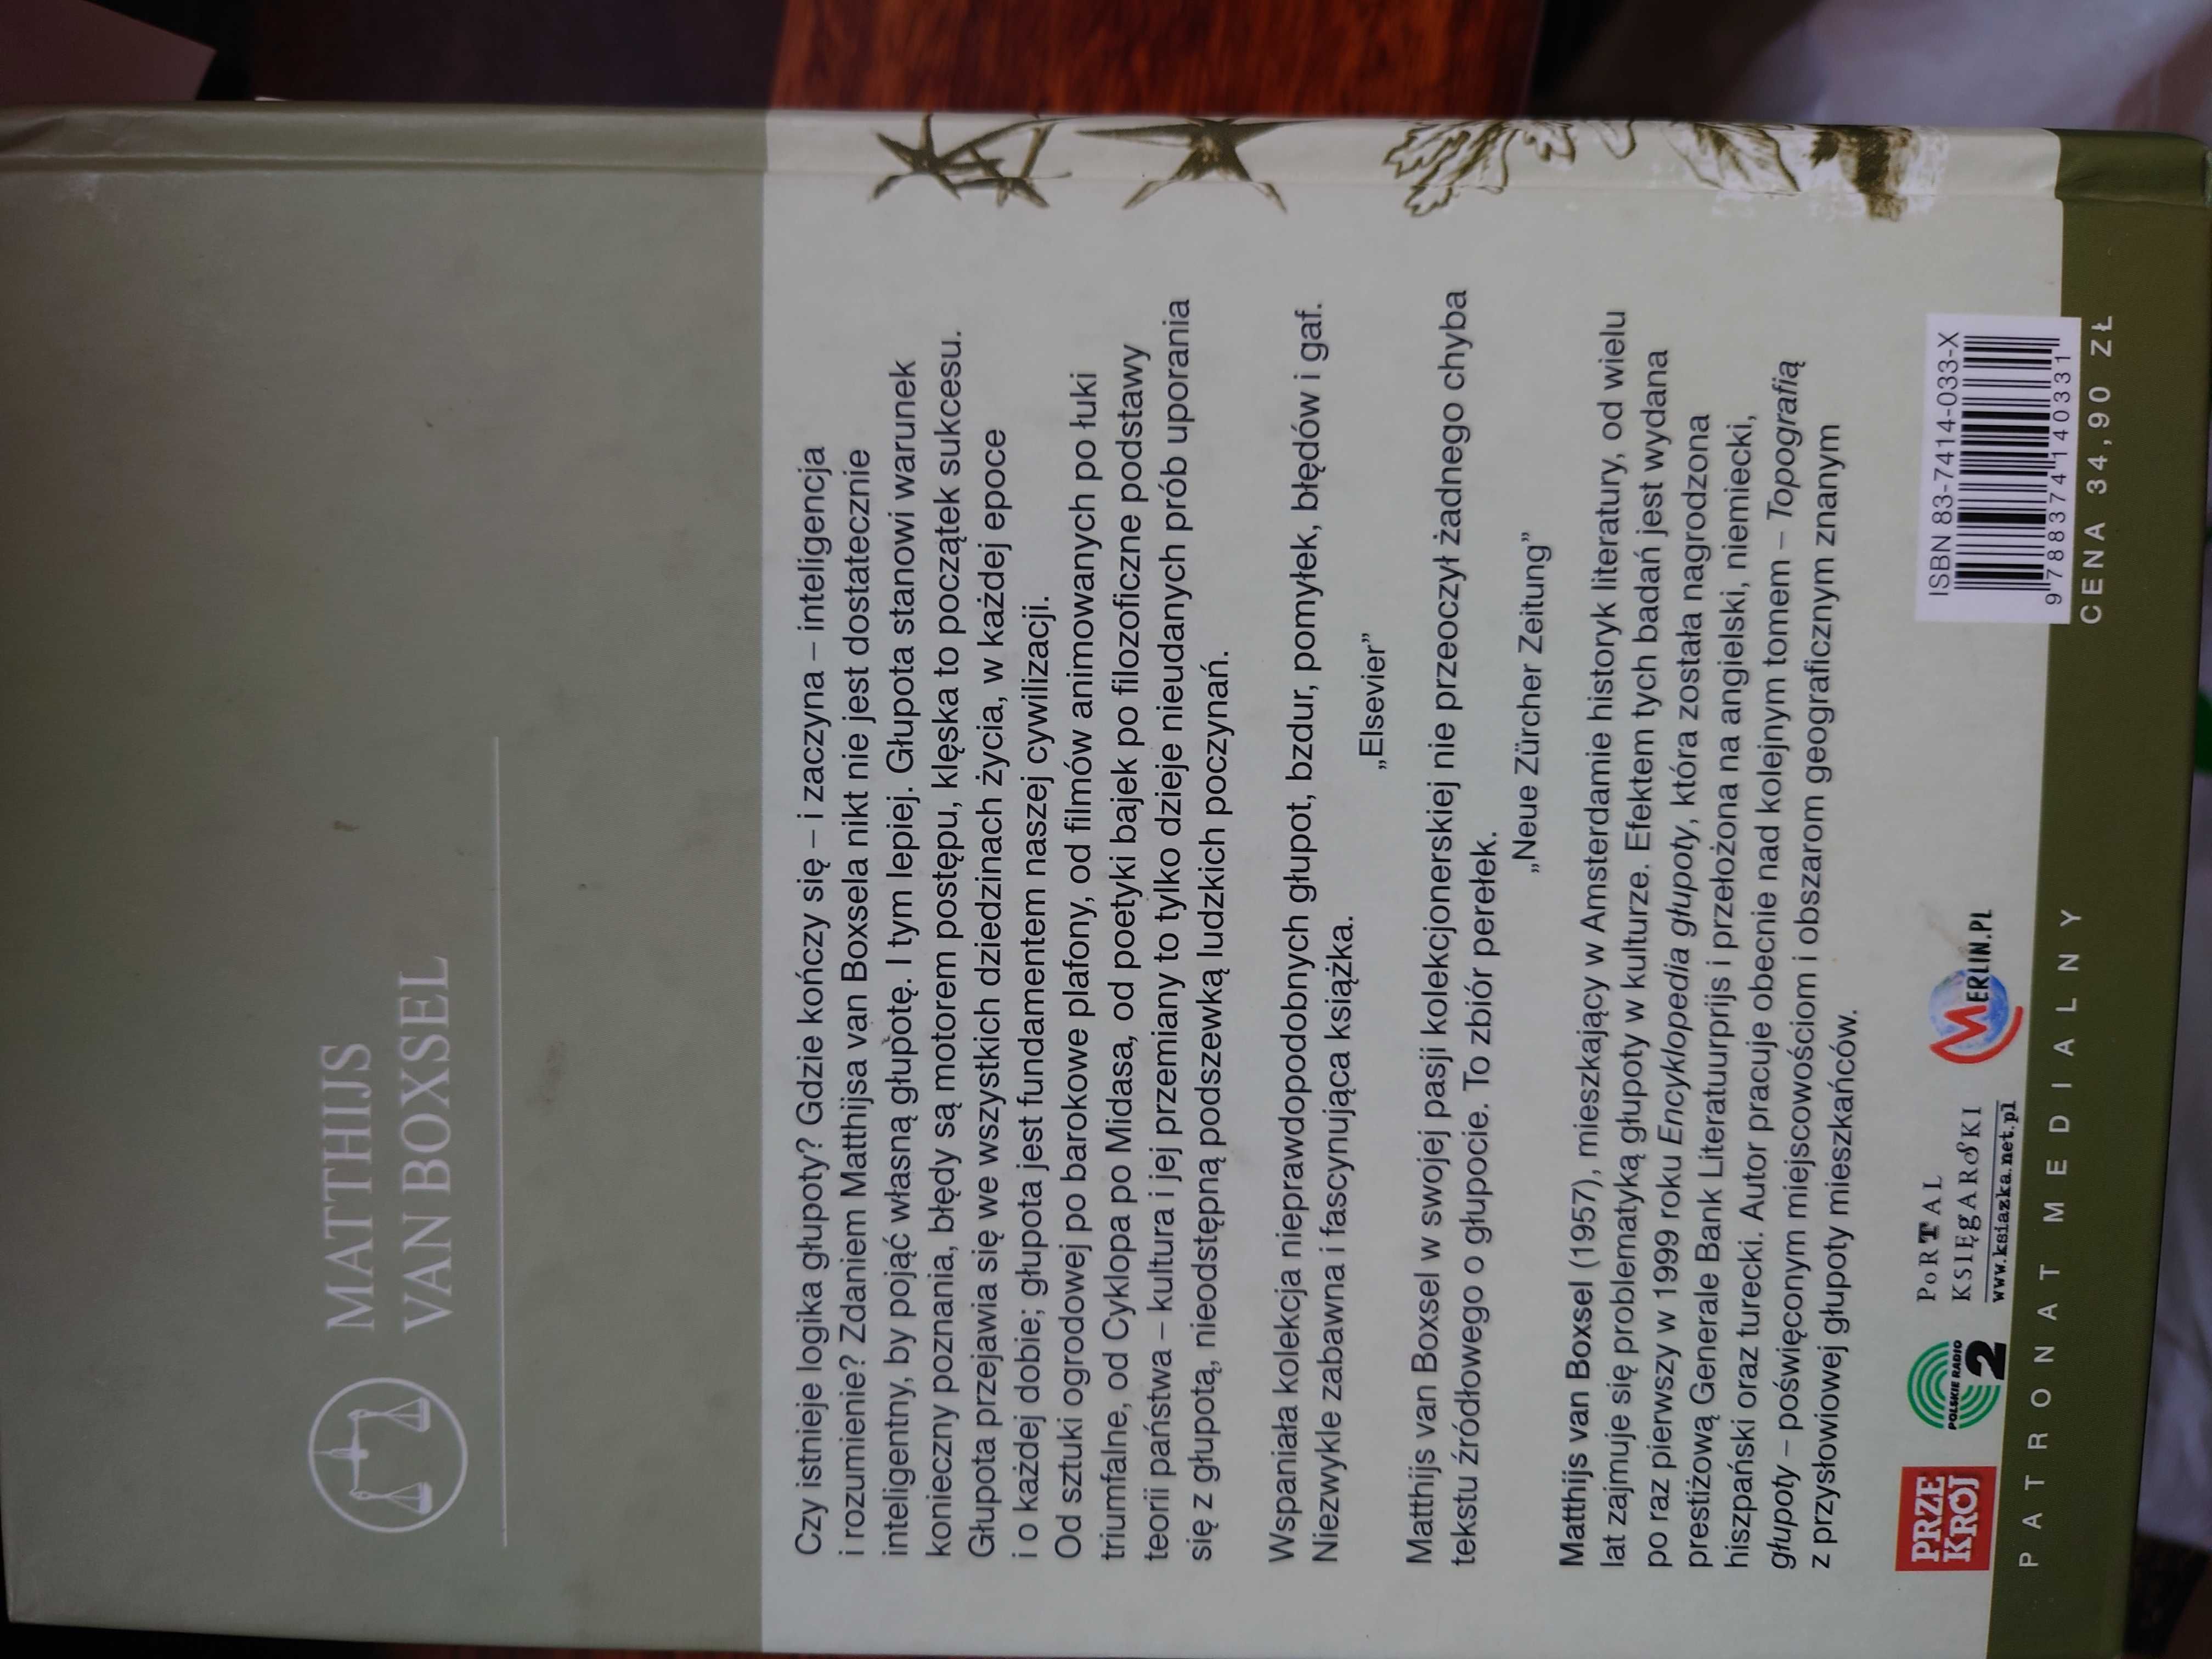 MATTHIJS
VAN BOXSEL
Czy istnieje logika głupoty? Gdzie kończy się – i zaczyna – inteligencja
i rozumienie? Zdaniem Matthijsa van Boxsela nikt nie jest dostatecznie
inteligentny, by pojąć własną głupotę. I tym lepiej. Głupota stanowi warunek
konieczny poznania, błędy są motorem postępu, klęska to początek sukcesu.
Głupota przejawia się we wszystkich dziedzinach życia, w każdej epoce
i o każdej dobie; głupota jest fundamentem naszej cywilizacji.
Od sztuki ogrodowej po barokowe plafony, od filmów animowanych po łuki
triumfalne, od Cyklopa po Midasa, od poetyki bajek po filozoficzne podstawy
teorii państwa – kultura i jej przemiany to tylko dzieje nieudanych prób uporania
się z głupotą, nieodstępną podszewką ludzkich poczynań.
Wspaniała kolekcja nieprawdopodobnych głupot, bzdur, pomyłek, błędów i gaf.
Niezwykle zabawna i fascynująca książka.
„Elsevier”
Matthijs van Boxsel w swojej pasji kolekcjonerskiej nie przeoczył żadnego chyba
tekstu źródłowego o głupocie. To zbiór perełek.
„Neue Zürcher Zeitung”
Matthijs van Boxsel (1957), mieszkający w Amsterdamie historyk literatury, od wielu
lat zajmuje się problematyką głupoty w kulturze. Efektem tych badań jest wydana
po raz pierwszy w 1999 roku Encyklopedia głupoty, która została nagrodzona
prestiżową Generale Bank Literatuurprijs i przełożona na angielski, niemiecki,
hiszpański oraz turecki. Autor pracuje obecnie nad kolejnym tomem – Topografią
głupoty – poświęconym miejscowościom i obszarom geograficznym znanym
z przysłowiowej głupoty mieszkańców.
PRZE
KRÓJ
POLSKIE RADIO
2
PoRTAL
KSIĘgARSKI
www.ksiazka.net.pl
MERLIN.PL
ISBN 83-7414-033-X
9 788374 140331
PATRONAT MEDIALNY
CENA 34,90 ZŁ